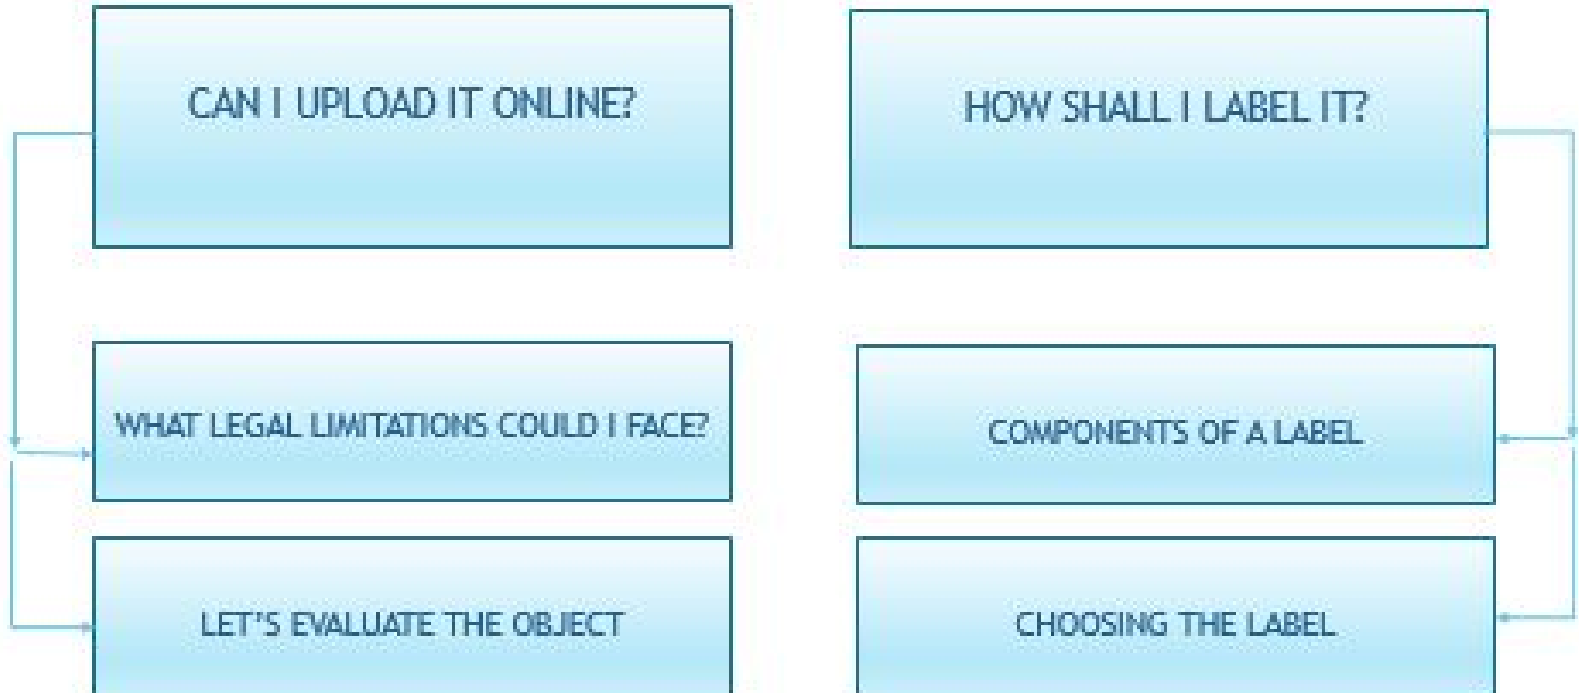 CAN I UPLOAD IT ONLINE?
HOW SHALL I LABEL IT?
WHAT LEGAL LIMITATIONS COULD I FACE?
COMPONENTS OF A LABEL
LET'S EVALUATE THE OBJECT
CHOOSING THE LABEL